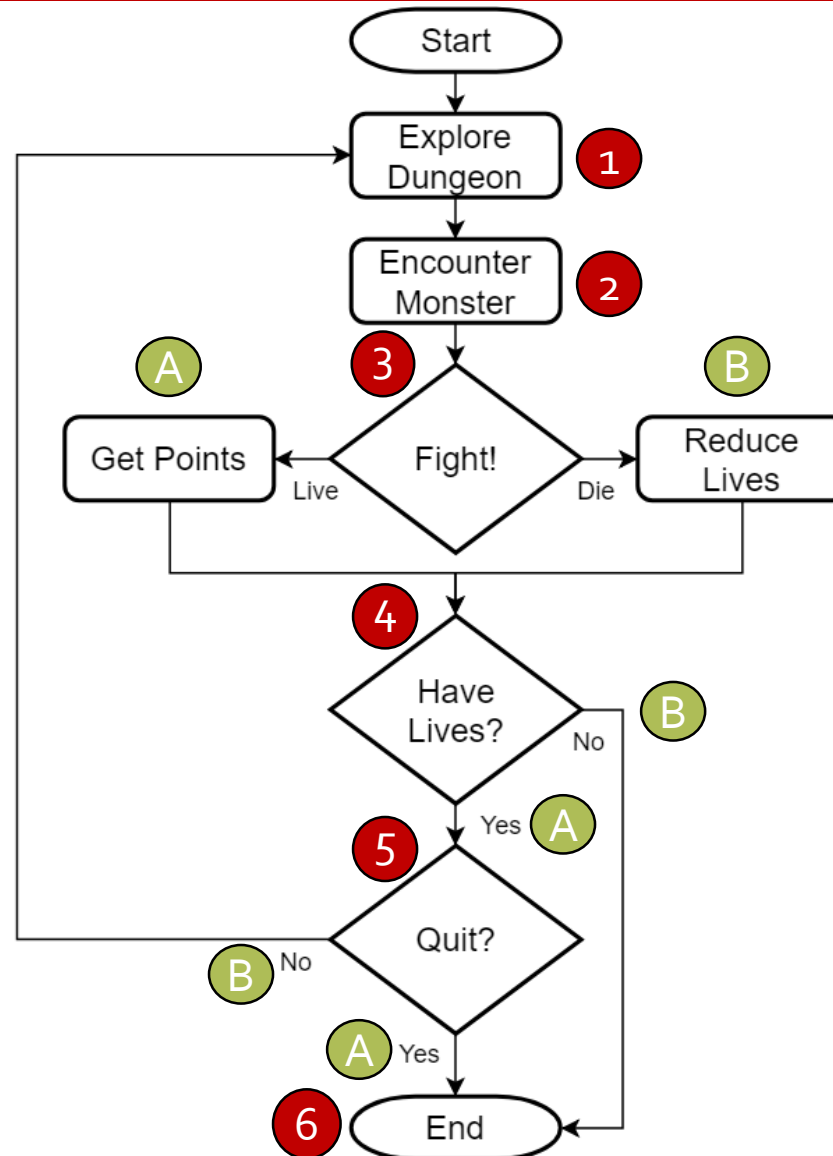 Start
Explore
Dungeon
1
Encounter
Monster
2
3
A
B
Get Points
Live
Fight!
Die
Reduce
Lives
4
Have
Lives?
No
B
Yes
A
5
Quit?
No
B
A
Yes
6
End